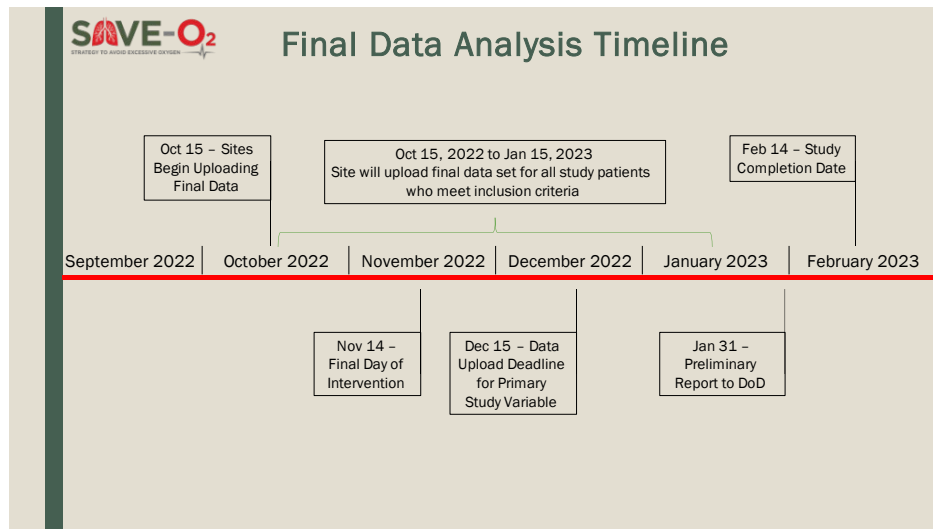 SAVE-O2
STRATEGY TO AVOID EXCESSIVE OXYGEN
Final Data Analysis Timeline
Oct 15 – Sites
Begin Uploading
Final Data
Oct 15, 2022 to Jan 15, 2023
Site will upload final data set for all study patients
who meet inclusion criteria
Feb 14 – Study
Completion Date
September 2022
October 2022
November 2022
December 2022
January 2023
February 2023
Nov 14 –
Final Day of
Intervention
Dec 15 – Data
Upload Deadline
for Primary
Study Variable
Jan 31 –
Preliminary
Report to DoD